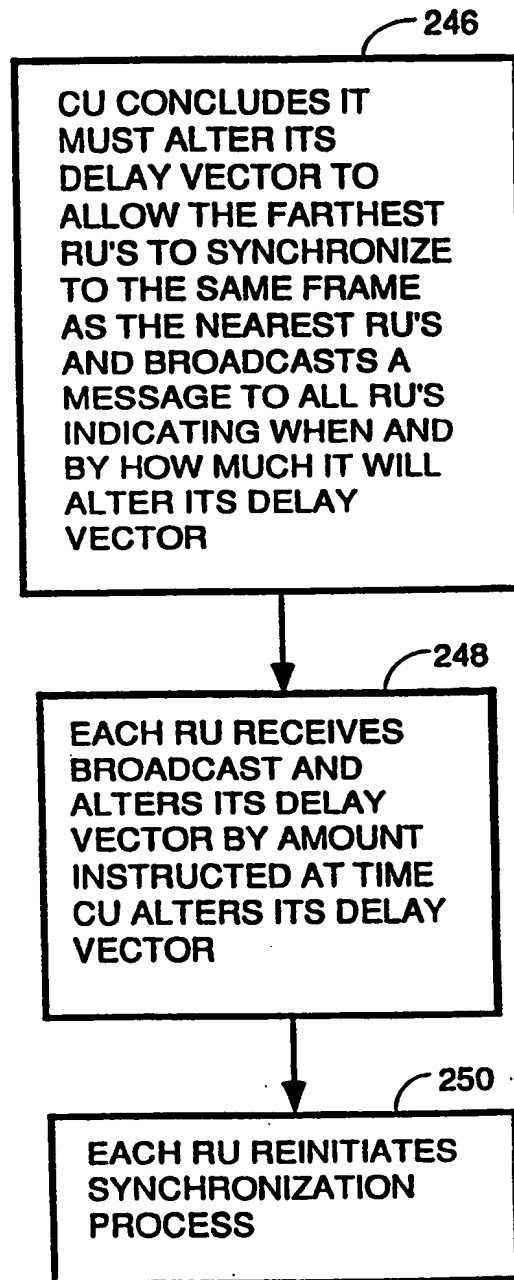 246
CU CONCLUDES IT
MUST ALTER ITS
DELAY VECTOR TO
ALLOW THE FARTHEST
RU'S TO SYNCHRONIZE
TO THE SAME FRAME
AS THE NEAREST RU'S
AND BROADCASTS A
MESSAGE TO ALL RU'S
INDICATING WHEN AND
BY HOW MUCH IT WILL
ALTER ITS DELAY
VECTOR
248
EACH RU RECEIVES
BROADCAST AND
ALTERS ITS DELAY
VECTOR BY AMOUNT
INSTRUCTED AT TIME
CU ALTERS ITS DELAY
VECTOR
250
EACH RU REINITIATES
SYNCHRONIZATION
PROCESS